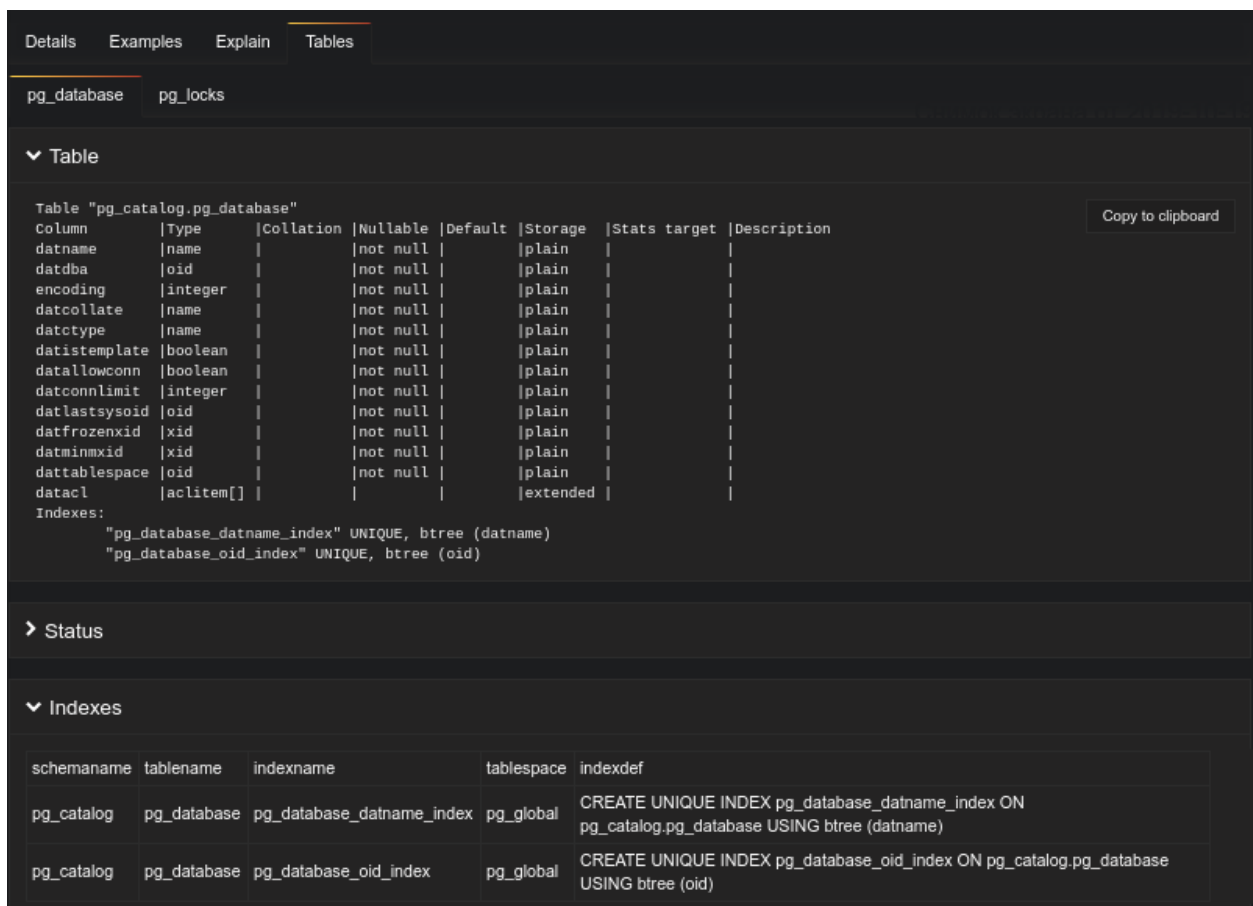 Details Examples Explain Tables
pg_database pg_locks
Table
Copy to clipboard
Table "pg_catalog.pg_database"
Column |Type |Collation |Nullable |Default |Storage |Stats target |Description
datname |name | |not null | |plain | |
datdba |oid | |not null | |plain | |
encoding |integer | |not null | |plain | |
datcollate |name | |not null | |plain | |
datctype |name | |not null | |plain | |
datistemplate |boolean | |not null | |plain | |
datallowconn |boolean | |not null | |plain | |
datconnlimit |integer | |not null | |plain | |
datlastsysoid |oid | |not null | |plain | |
datfrozenxid |xid | |not null | |plain | |
datminmxid |xid | |not null | |plain | |
dattablespace |oid | |not null | |plain | |
datacl |aclitem[] | | | |extended | |
Indexes:
"pg_database_datname_index" UNIQUE, btree (datname)
"pg_database_oid_index" UNIQUE, btree (oid)
Status
Indexes
schemaname tablename indexname tablespace indexdef
pg_catalog pg_database pg_database_datname_index pg_global CREATE UNIQUE INDEX pg_database_datname_index ON
pg_catalog.pg_database USING btree (datname)
pg_catalog pg_database pg_database_oid_index pg_global CREATE UNIQUE INDEX pg_database_oid_index ON pg_catalog.pg_database
USING btree (oid)